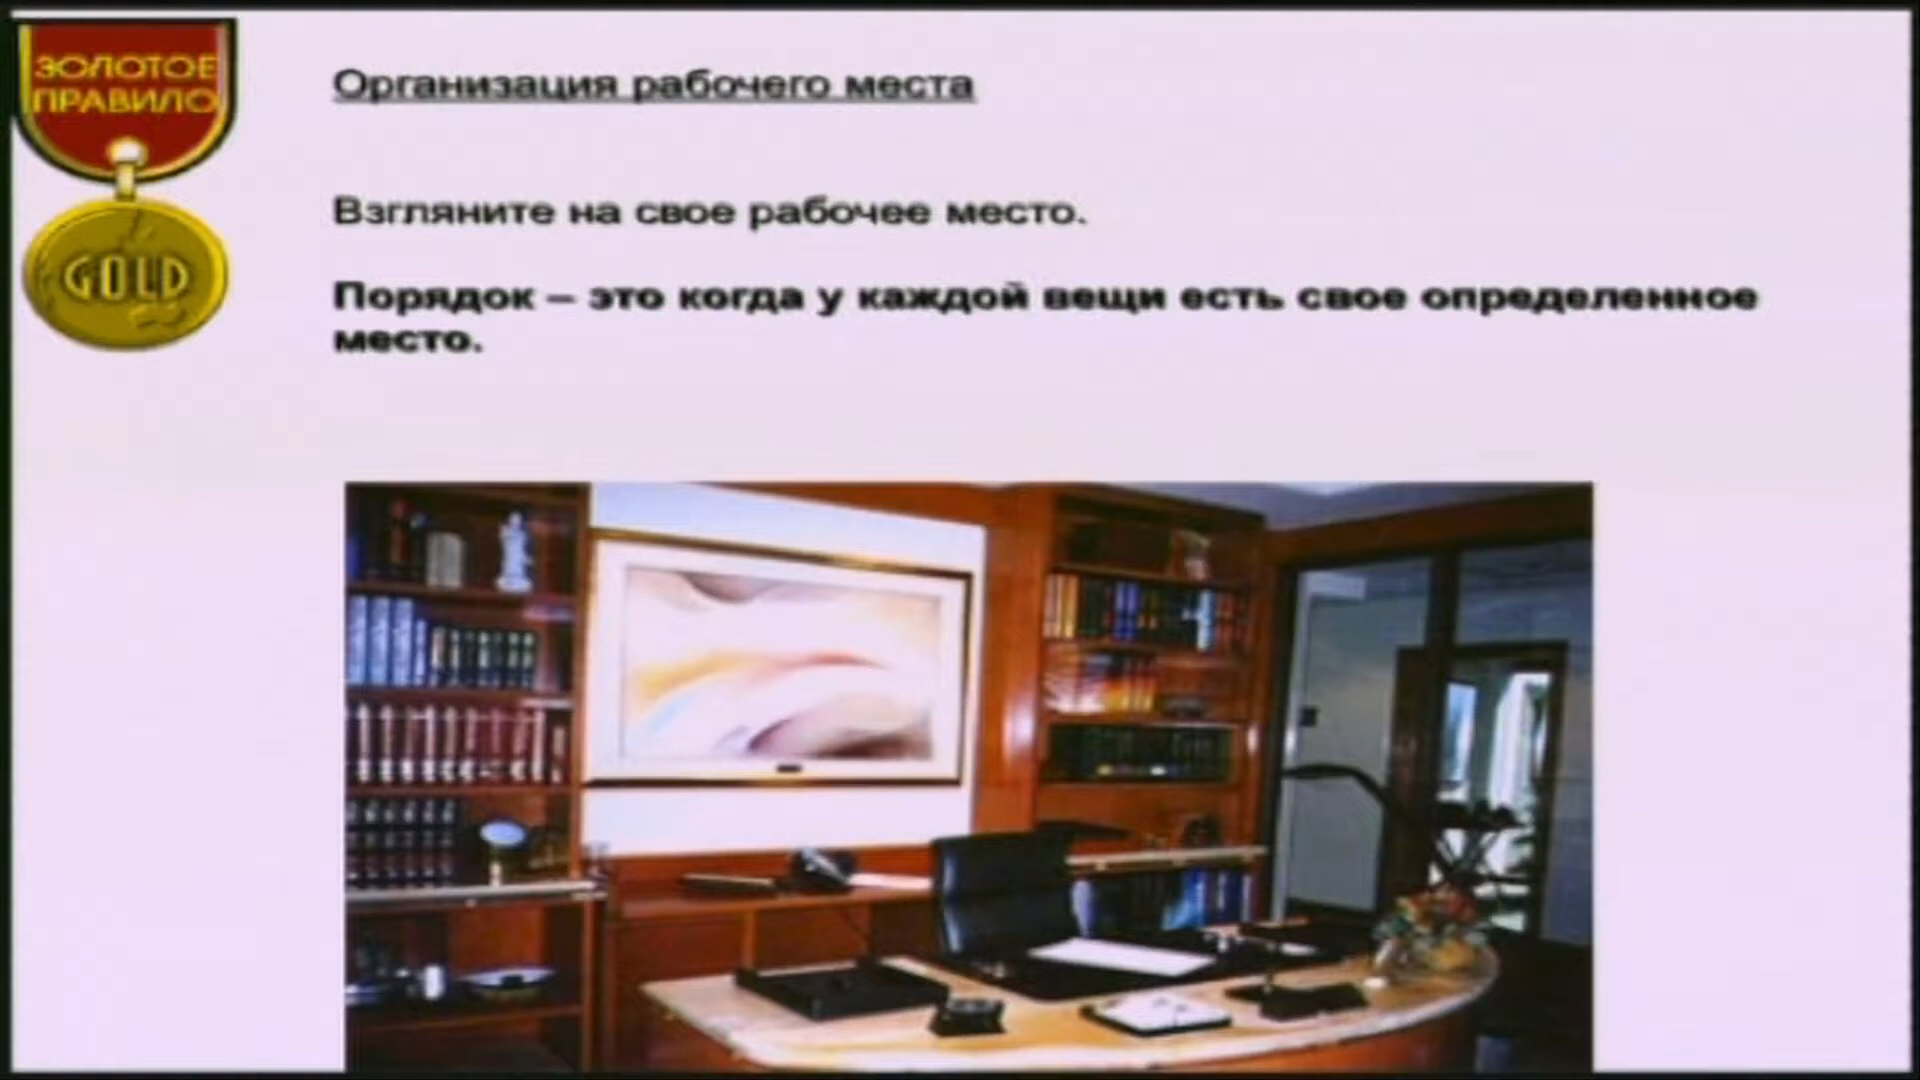 ЗОЛОТОЕ
ПРАВИЛО
GOLD
Организация рабочего места
Взгляните на свое рабочее место.
Порядок – это когда у каждой вещи есть свое определенное
место.